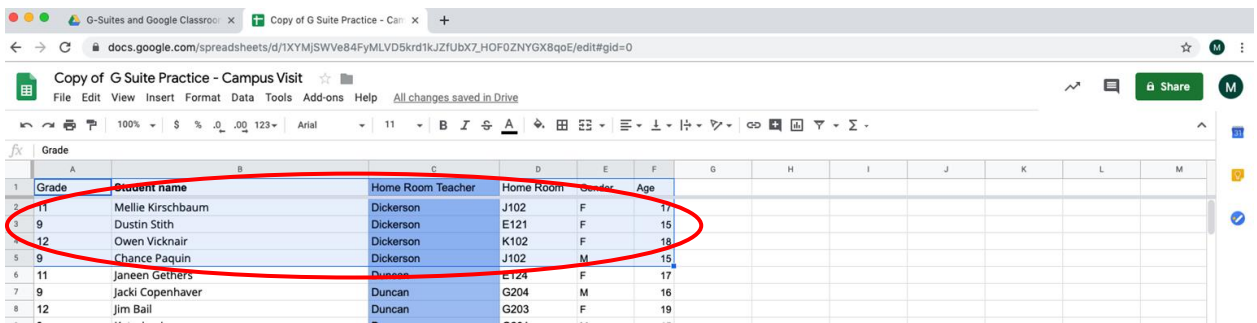 G-Suites and Google Classroom × Copy of G Suite Practice - Cam × +
docs.google.com/spreadsheets/d/1XYMjSWVe84FyMLVD5krd1kJZfUbX7_HOF0ZNYGX8qoE/edit#gid=0 M
Copy of G Suite Practice - Campus Visit
File Edit View Insert Format Data Tools Add-ons Help All changes saved in Drive Share M
100% $ % .0 .00 123 Arial 11 B I S A Σ 31
fx Grade
A B C D E F G H I J K L M
1 Grade Student name Home Room Teacher Home Room Gender Age
2 11 Mellie Kirschbaum Dickerson J102 F 17
3 9 Dustin Stith Dickerson E121 F 15
4 12 Owen Vicknair Dickerson K102 F 18
5 9 Chance Paquin Dickerson J102 M 15
6 11 Janeen Gethers Duncan E124 F 17
7 9 Jacki Copenhaver Duncan G204 M 16
8 12 Jim Bail Duncan G203 F 19